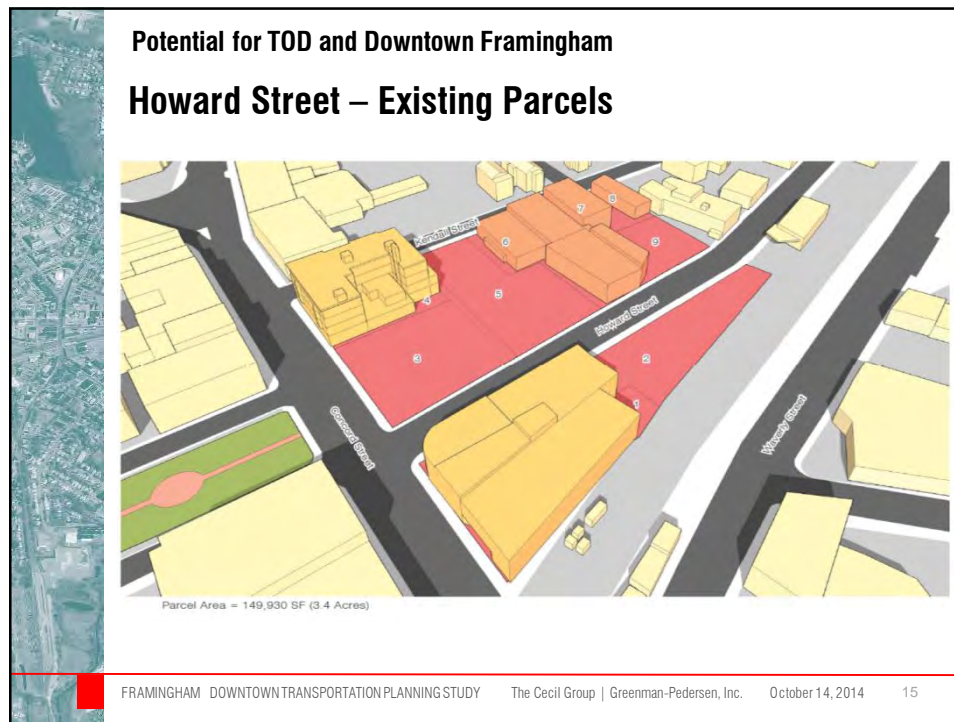 Potential for TOD and Downtown Framingham
Howard Street – Existing Parcels
Kendall Street
7
8
6
9
4
5
Howard Street
3
2
1
Concord Street
Waverly Street
Parcel Area = 149,930 SF (3.4 Acres)
FRAMINGHAM DOWNTOWN TRANSPORTATION PLANNING STUDY The Cecil Group | Greenman-Pedersen, Inc. October 14, 2014 15